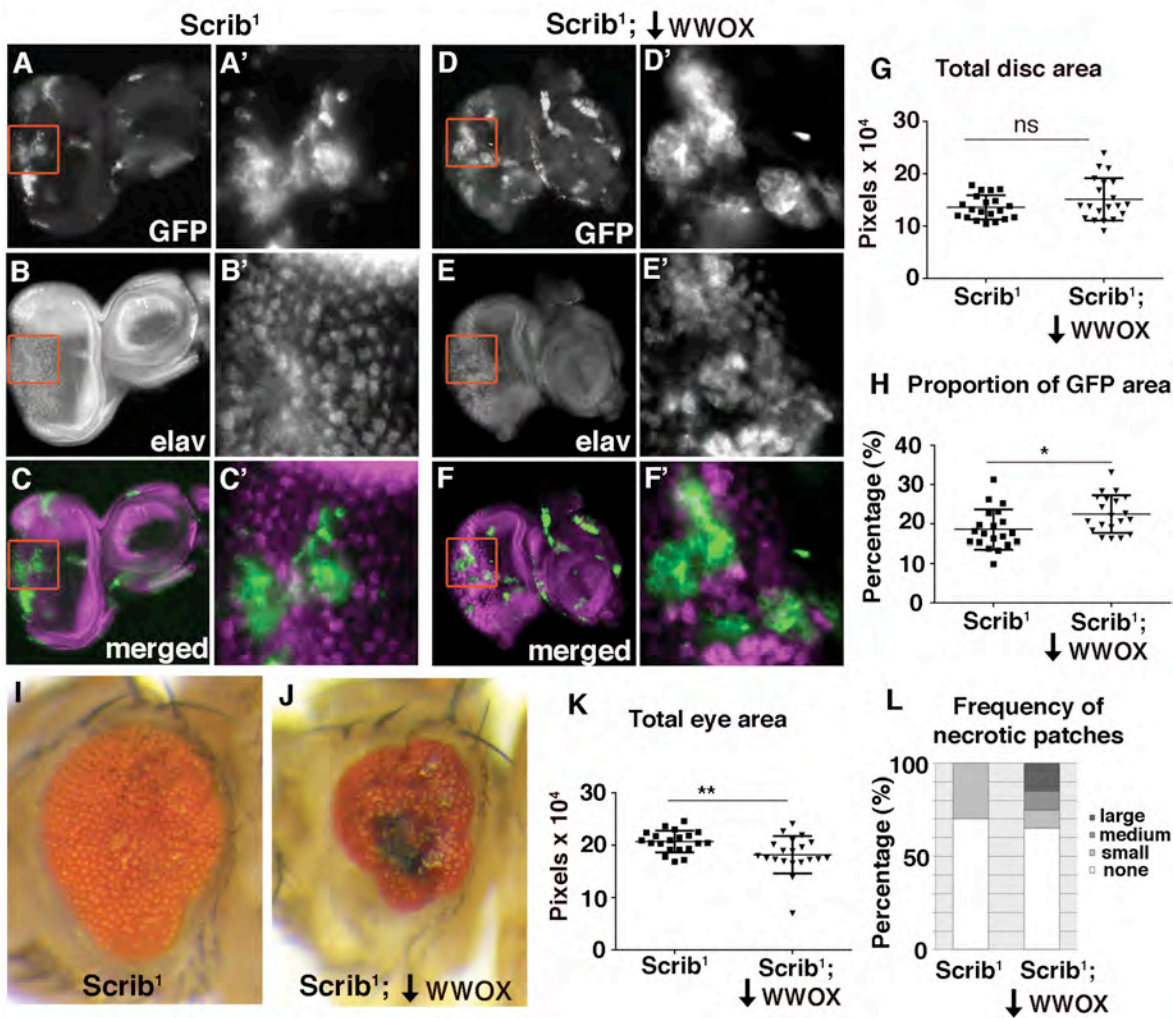 Scrib¹
Scrib¹; ↓ WWOX
A
A'
D
D'
GFP
GFP
B
B'
E
E'
elav
elav
C
C'
F
F'
merged
merged
G
Total disc area
Pixels x 10⁴
30
20
10
0
ns
Scrib¹
Scrib¹;
↓ WWOX
H
Proportion of GFP area
Percentage (%)
40
30
20
10
0
*
Scrib¹
Scrib¹;
↓ WWOX
I
Scrib¹
J
Scrib¹; ↓ WWOX
K
Total eye area
Pixels x 10⁴
30
20
10
0
**
Scrib¹
Scrib¹;
↓ WWOX
L
Frequency of
necrotic patches
Percentage (%)
100
50
0
large
medium
small
none
Scrib¹
Scrib¹;
↓ WWOX